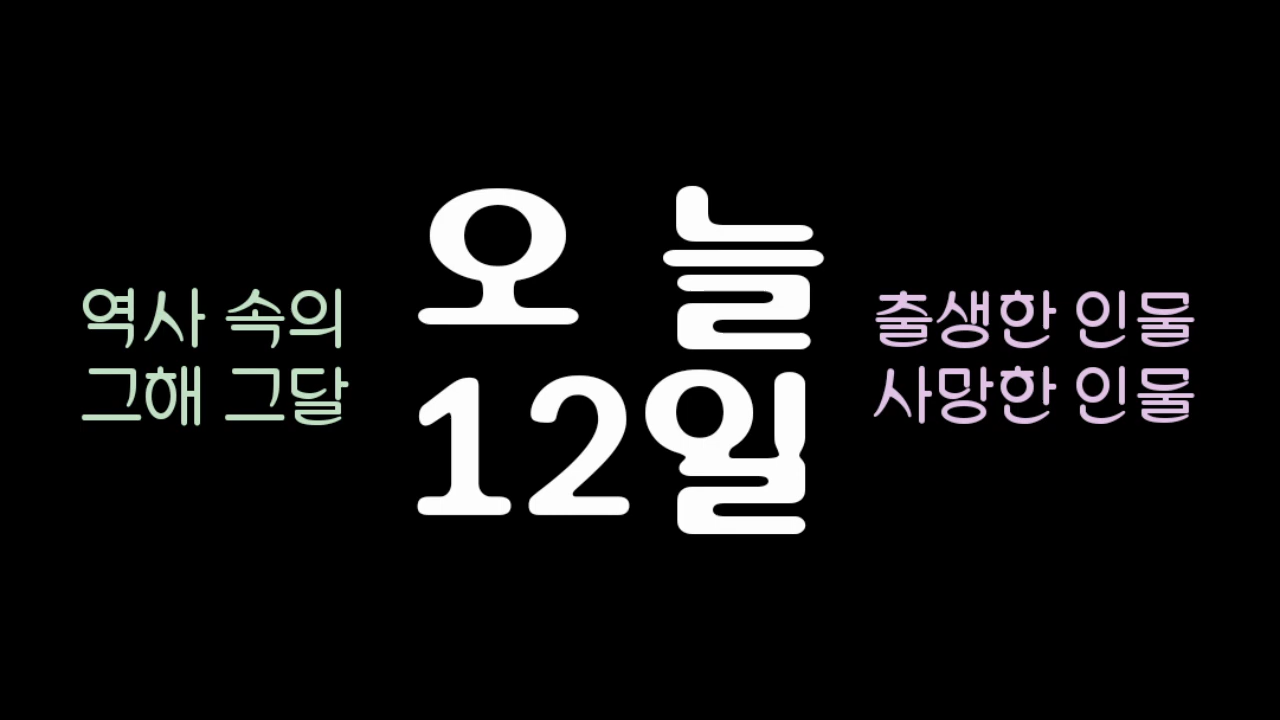 역사 속의
그해 그달
오 늘
12일
출생한 인물
사망한 인물